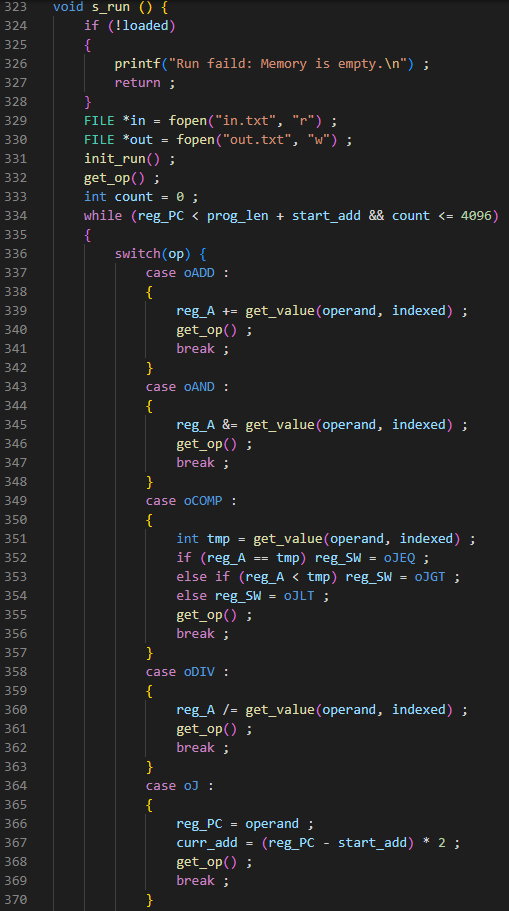 323 void s_run () {
324     if (!loaded)
325     {
326         printf("Run faild: Memory is empty.\n") ;
327         return ;
328     }
329     FILE *in = fopen("in.txt", "r") ;
330     FILE *out = fopen("out.txt", "w") ;
331     init_run() ;
332     get_op() ;
333     int count = 0 ;
334     while (reg_PC < prog_len + start_add && count <= 4096)
335     {
336         switch(op) {
337             case oADD :
338             {
339                 reg_A += get_value(operand, indexed) ;
340                 get_op() ;
341                 break ;
342             }
343             case oAND :
344             {
345                 reg_A &= get_value(operand, indexed) ;
346                 get_op() ;
347                 break ;
348             }
349             case oCOMP :
350             {
351                 int tmp = get_value(operand, indexed) ;
352                 if (reg_A == tmp) reg_SW = oJEQ ;
353                 else if (reg_A < tmp) reg_SW = oJGT ;
354                 else reg_SW = oJLT ;
355                 get_op() ;
356                 break ;
357             }
358             case oDIV :
359             {
360                 reg_A /= get_value(operand, indexed) ;
361                 get_op() ;
362                 break ;
363             }
364             case oJ :
365             {
366                 reg_PC = operand ;
367                 curr_add = (reg_PC - start_add) * 2 ;
368                 get_op() ;
369                 break ;
370             }